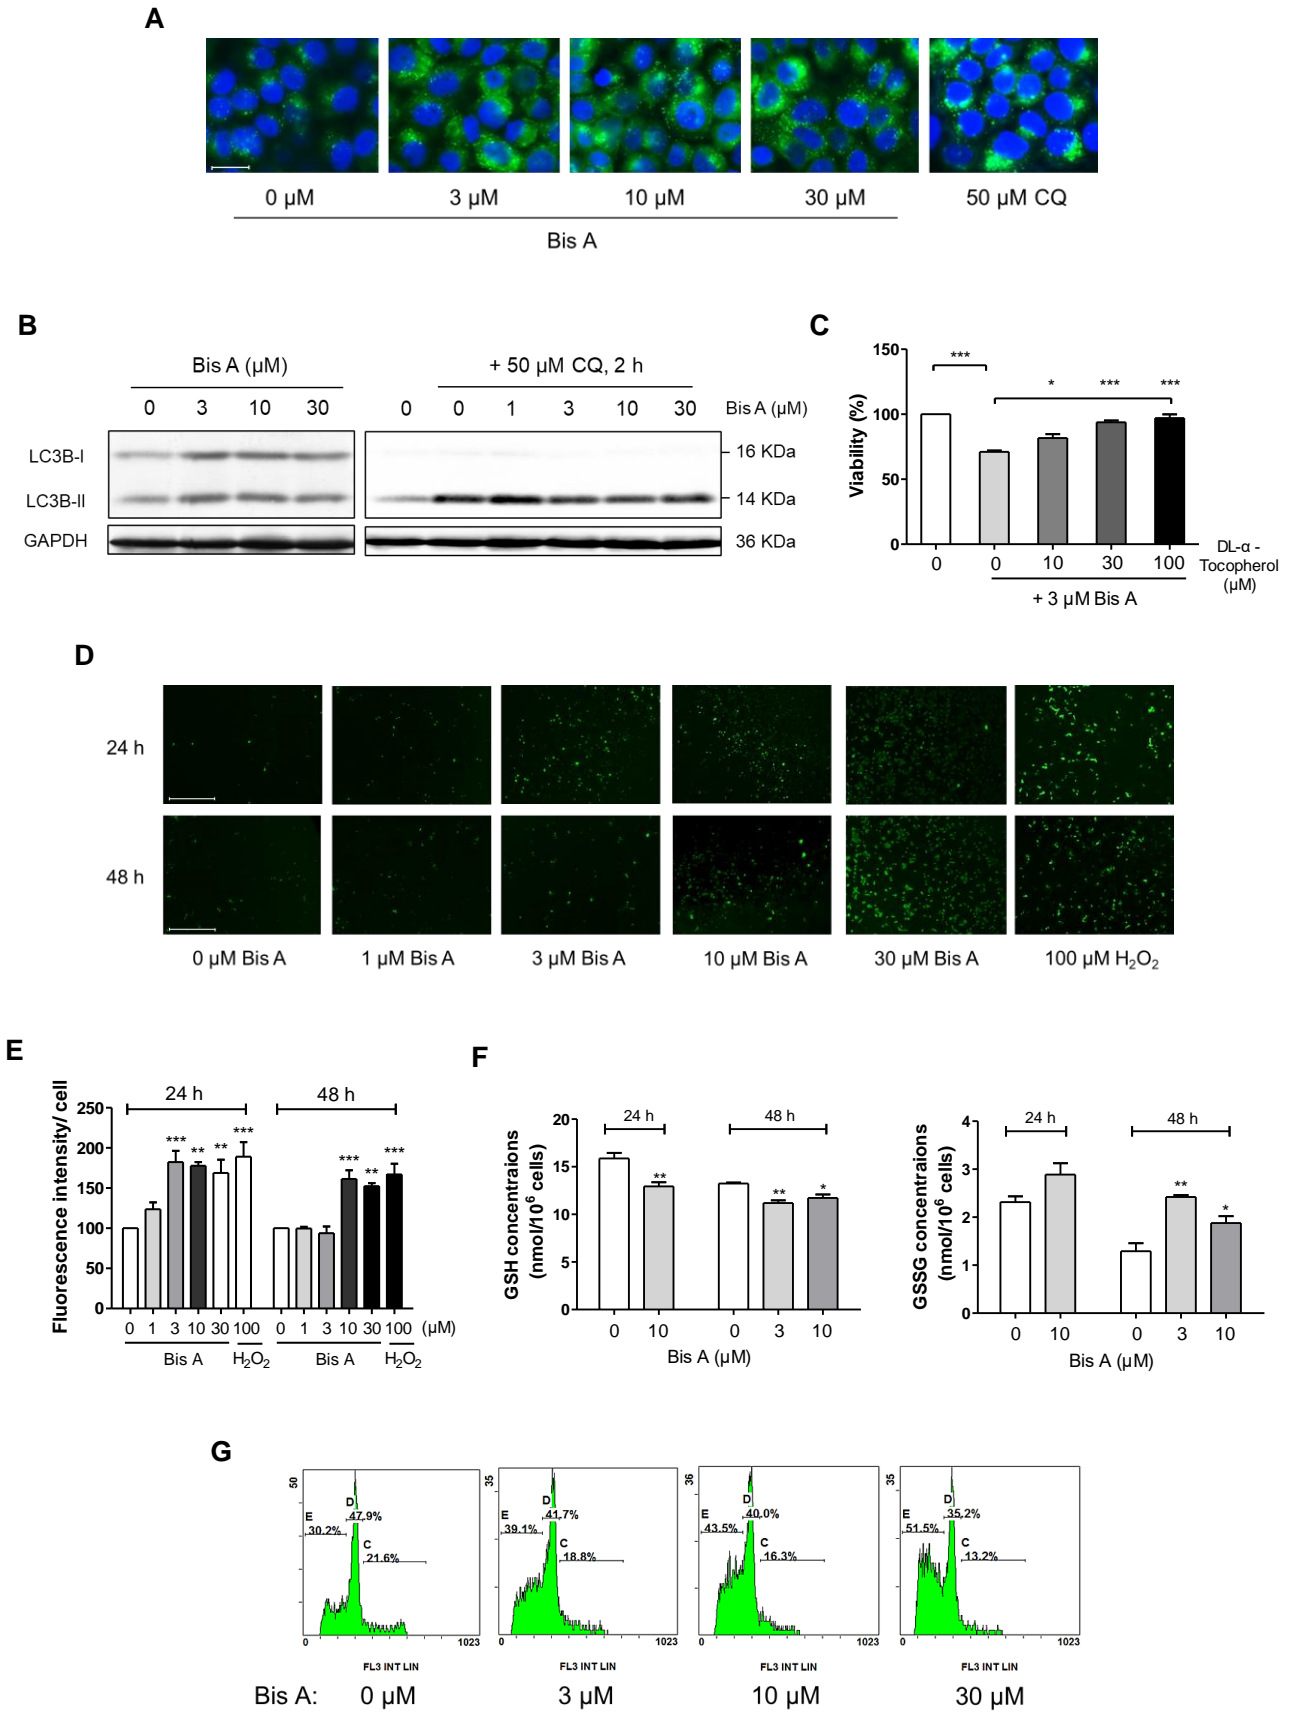 A
0 µM 3 µM 10 µM 30 µM 50 µM CQ
Bis A
B
Bis A (µM) + 50 µM CQ, 2 h
0 3 10 30 0 0 1 3 10 30 Bis A (µM)
LC3B-I 16 KDa
LC3B-II 14 KDa
GAPDH 36 KDa
C
Viability (%)
150
100
50
0
*** * *** ***
0 0 10 30 100
DL-α -
Tocopherol
(µM)
+ 3 µM Bis A
D
24 h
48 h
0 µM Bis A 1 µM Bis A 3 µM Bis A 10 µM Bis A 30 µM Bis A 100 µM H₂O₂
E
Fluorescence intensity/ cell
24 h 48 h
250
200
150
100
50
0
*** ** ** *** *** ** ***
0 1 3 10 30 100 0 1 3 10 30 100 (µM)
Bis A H₂O₂ Bis A H₂O₂
F
GSH concentraions
(nmol/10⁶ cells)
24 h 48 h
20
15
10
5
0
** ** *
0 10 0 3 10
Bis A (µM)
GSSG concentraions
(nmol/10⁶ cells)
24 h 48 h
4
3
2
1
0
** *
0 10 0 3 10
Bis A (µM)
G
50
E
30.2%
D
47.9%
C
21.6%
0 1023
FL3 INT LIN
35
E
39.1%
D
41.7%
C
18.8%
0 1023
FL3 INT LIN
36
E
43.5%
D
40.0%
C
16.3%
0 1023
FL3 INT LIN
35
E
51.5%
D
35.2%
C
13.2%
0 1023
FL3 INT LIN
Bis A: 0 µM 3 µM 10 µM 30 µM